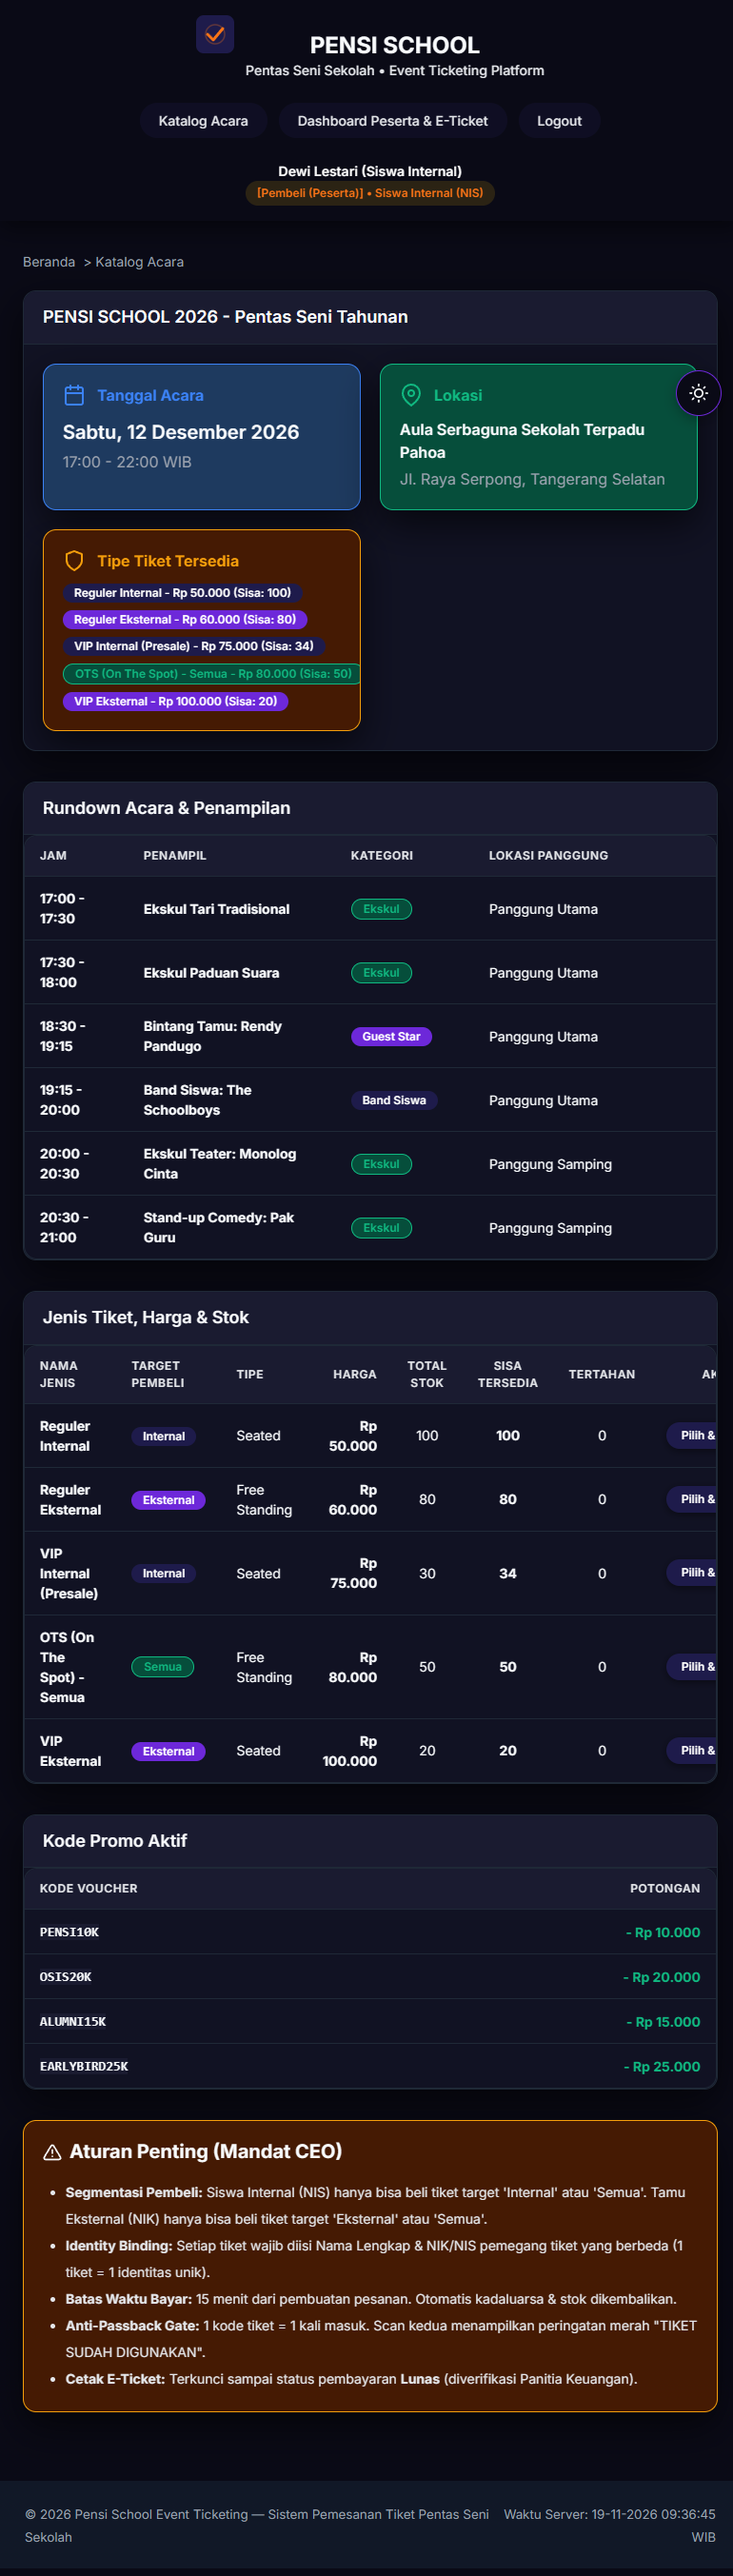 PENSI SCHOOL
Pentas Seni Sekolah • Event Ticketing Platform
Katalog Acara
Dashboard Peserta & E-Ticket
Logout
Dewi Lestari (Siswa Internal)
[Pembeli (Peserta)] • Siswa Internal (NIS)
Beranda > Katalog Acara
PENSI SCHOOL 2026 - Pentas Seni Tahunan
Tanggal Acara
Sabtu, 12 Desember 2026
17:00 - 22:00 WIB
Lokasi
Aula Serbaguna Sekolah Terpadu
Pahoa
Jl. Raya Serpong, Tangerang Selatan
Tipe Tiket Tersedia
Reguler Internal - Rp 50.000 (Sisa: 100)
Reguler Eksternal - Rp 60.000 (Sisa: 80)
VIP Internal (Presale) - Rp 75.000 (Sisa: 34)
OTS (On The Spot) - Semua - Rp 80.000 (Sisa: 50)
VIP Eksternal - Rp 100.000 (Sisa: 20)
Rundown Acara & Penampilan
JAM PENAMPIL KATEGORI LOKASI PANGGUNG
17:00 -
17:30
Ekskul Tari Tradisional
Ekskul
Panggung Utama
17:30 -
18:00
Ekskul Paduan Suara
Ekskul
Panggung Utama
18:30 -
19:15
Bintang Tamu: Rendy
Pandugo
Guest Star
Panggung Utama
19:15 -
20:00
Band Siswa: The
Schoolboys
Band Siswa
Panggung Utama
20:00 -
20:30
Ekskul Teater: Monolog
Cinta
Ekskul
Panggung Samping
20:30 -
21:00
Stand-up Comedy: Pak
Guru
Ekskul
Panggung Samping
Jenis Tiket, Harga & Stok
NAMA
JENIS
TARGET
PEMBELI
TIPE
HARGA
TOTAL
STOK
SISA
TERSEDIA
TERTAHAN
AK
Reguler
Internal
Internal
Seated
Rp
50.000
100
100
0
Pilih &
Reguler
Eksternal
Eksternal
Free
Standing
Rp
60.000
80
80
0
Pilih &
VIP
Internal
(Presale)
Internal
Seated
Rp
75.000
30
34
0
Pilih &
OTS (On
The
Spot) -
Semua
Semua
Free
Standing
Rp
80.000
50
50
0
Pilih &
VIP
Eksternal
Eksternal
Seated
Rp
100.000
20
20
0
Pilih &
Kode Promo Aktif
KODE VOUCHER POTONGAN
PENSI10K - Rp 10.000
OSIS20K - Rp 20.000
ALUMNI15K - Rp 15.000
EARLYBIRD25K - Rp 25.000
Aturan Penting (Mandat CEO)
• Segmentasi Pembeli: Siswa Internal (NIS) hanya bisa beli tiket target 'Internal' atau 'Semua'. Tamu
Eksternal (NIK) hanya bisa beli tiket target 'Eksternal' atau 'Semua'.
• Identity Binding: Setiap tiket wajib diisi Nama Lengkap & NIK/NIS pemegang tiket yang berbeda (1
tiket = 1 identitas unik).
• Batas Waktu Bayar: 15 menit dari pembuatan pesanan. Otomatis kadaluarsa & stok dikembalikan.
• Anti-Passback Gate: 1 kode tiket = 1 kali masuk. Scan kedua menampilkan peringatan merah "TIKET
SUDAH DIGUNAKAN".
• Cetak E-Ticket: Terkunci sampai status pembayaran Lunas (diverifikasi Panitia Keuangan).
© 2026 Pensi School Event Ticketing — Sistem Pemesanan Tiket Pentas Seni
Sekolah
Waktu Server: 19-11-2026 09:36:45
WIB